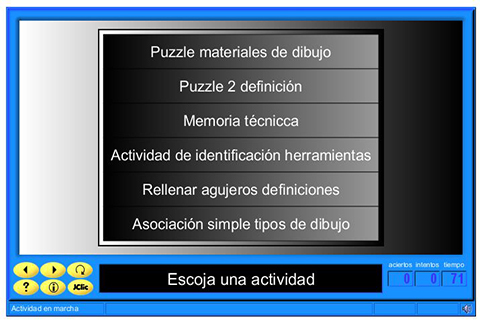 Puzzle materiales de dibujo
Puzzle 2 definición
Memoria técnicca
Actividad de identificación herramientas
Rellenar agujeros definiciones
Asociación simple tipos de dibujo
Escoja una actividad
? i JClic
aciertos intentos tiempo
0 0 71
Actividad en marcha